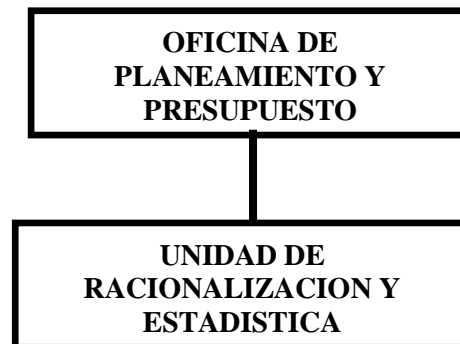 OFICINA DE
PLANEAMIENTO Y
PRESUPUESTO
UNIDAD DE
RACIONALIZACION Y
ESTADISTICA